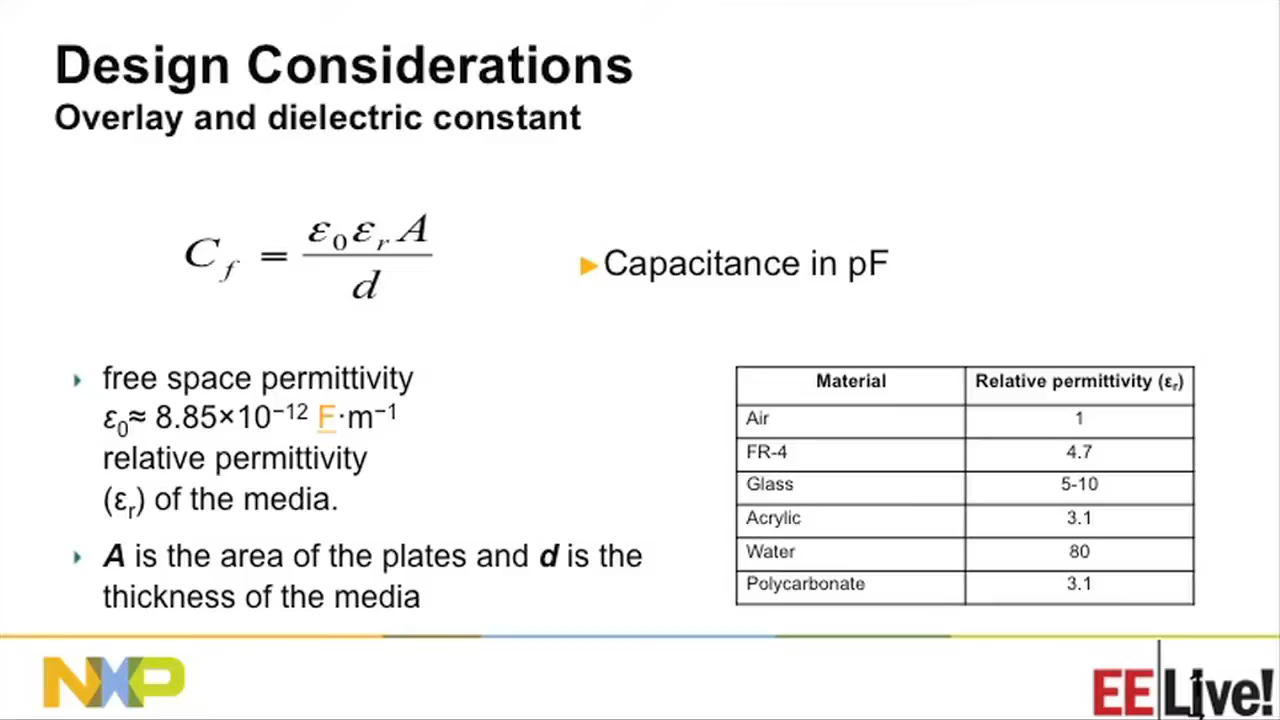 Design Considerations
Overlay and dielectric constant
C_f = ε₀ε_r A / d
►Capacitance in pF
free space permittivity
ε₀≈ 8.85×10⁻¹² F·m⁻¹
relative permittivity
(ε_r) of the media.
A is the area of the plates and d is the
thickness of the media
Material Relative permittivity (ε_r)
Air 1
FR-4 4.7
Glass 5-10
Acrylic 3.1
Water 80
Polycarbonate 3.1
NXP
EE Live!